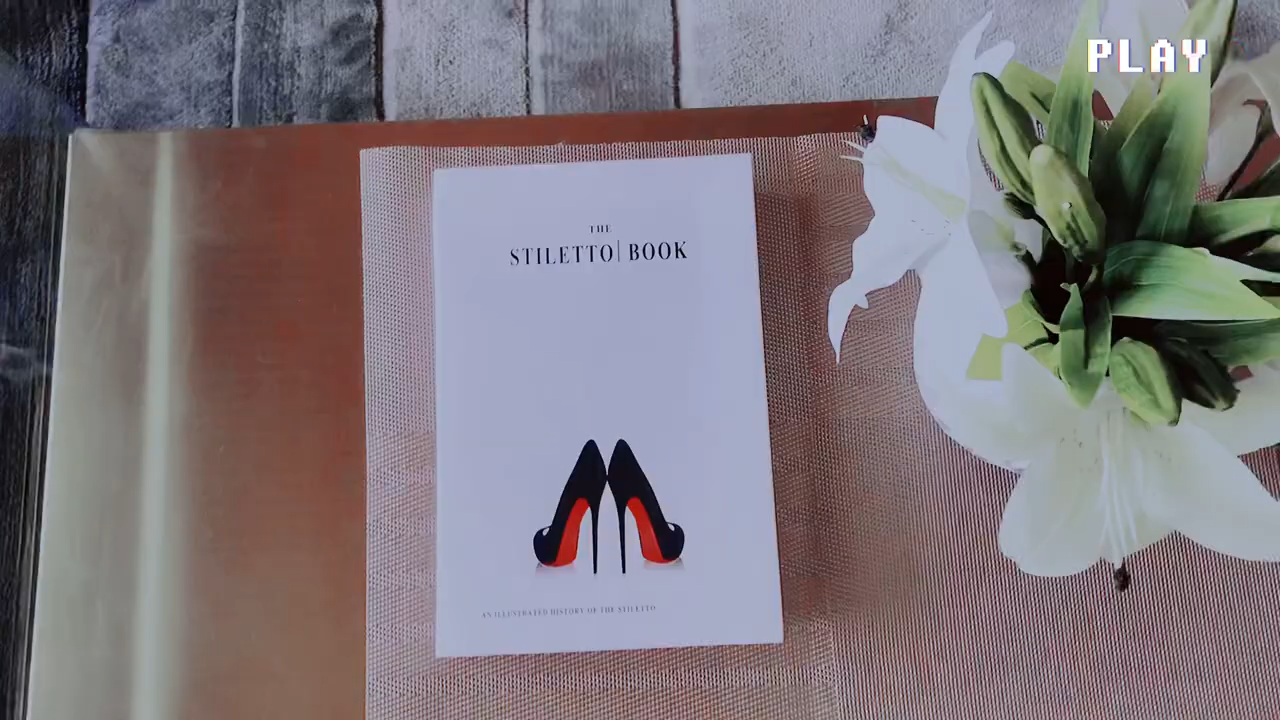 PLAY
THE
STILETTO| BOOK
AN ILLUSTRATED HISTORY OF THE STILETTO